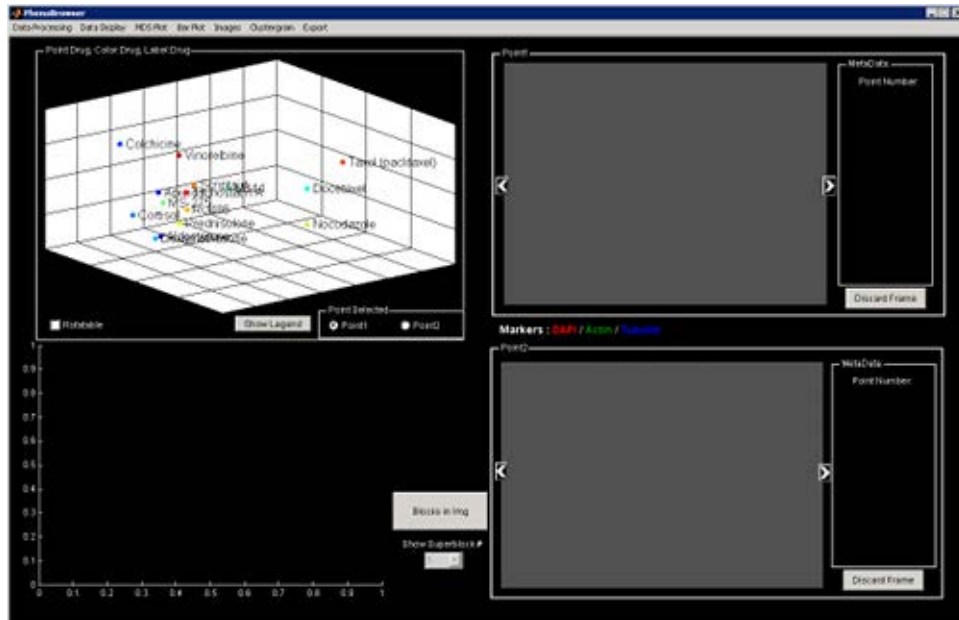 PhenoBrowser
Data Processing Data Display MDS Plot Bar Plot Images Clustergram Export
Point Drug, Color Drug, Label Drug
Colchicine
Vinorelbine
Taxol (paclitaxel)
Docetaxel
Cortisol
Prednisolone
Nocodazole
Rotatable
Show Legend
Point Selected
Point1
Point2
1
0.9
0.8
0.7
0.6
0.5
0.4
0.3
0.2
0.1
0
0 0.1 0.2 0.3 0.4 0.5 0.6 0.7 0.8 0.9 1
Blocks in Img
Show Superblock #
Point1
MetaData
Point Number
Discard Frame
Markers : DAPI / Actin / Tubulin
Point2
MetaData
Point Number
Discard Frame